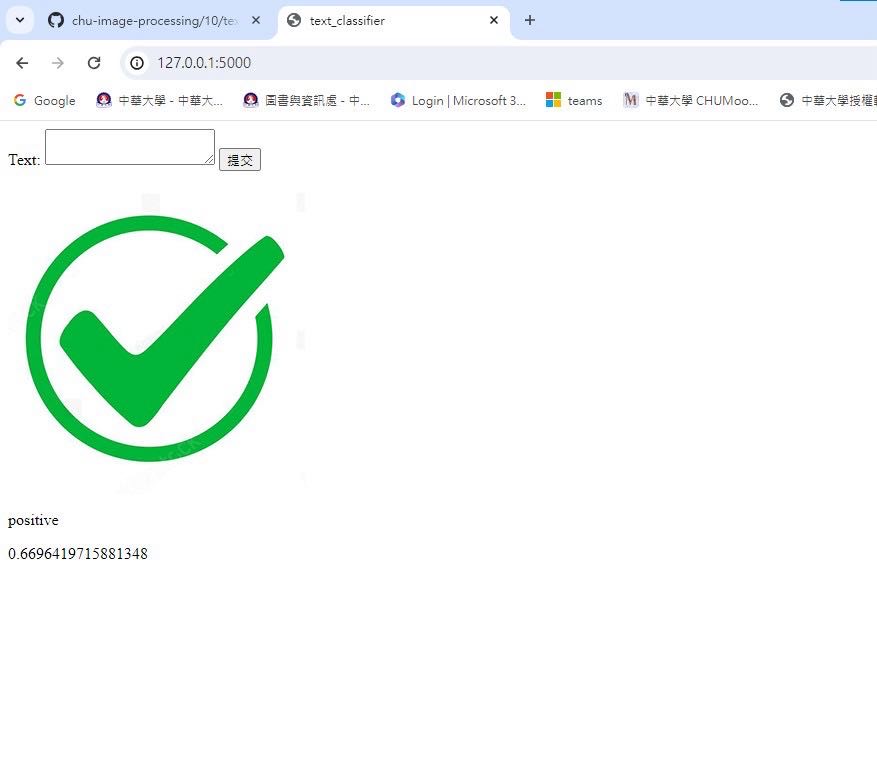 chu-image-processing/10/te
text_classifier
127.0.0.1:5000
Google
中華大學 - 中華大...
圖書與資訊處 - 中...
Login | Microsoft 3...
teams
中華大學 CHUMoo...
中華大學授權
Text:
提交
positive
0.6696419715881348